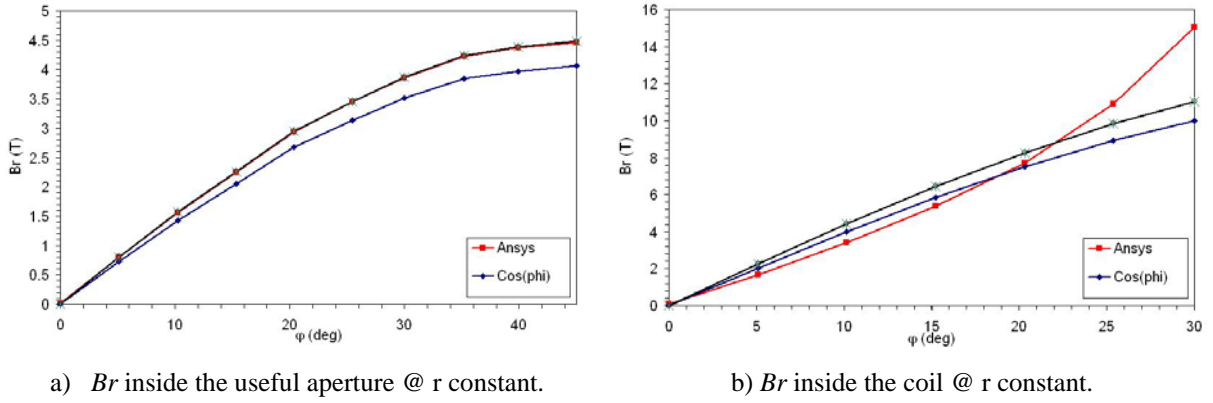 5
4.5
4
3.5
3
2.5
2
1.5
1
0.5
0
Br (T)
0 10 20 30 40
φ (deg)
Ansys
Cos(phi)
16
14
12
10
8
6
4
2
0
Br (T)
0 5 10 15 20 25 30
φ (deg)
Ansys
Cos(phi)
a) Br inside the useful aperture @ r constant.
b) Br inside the coil @ r constant.